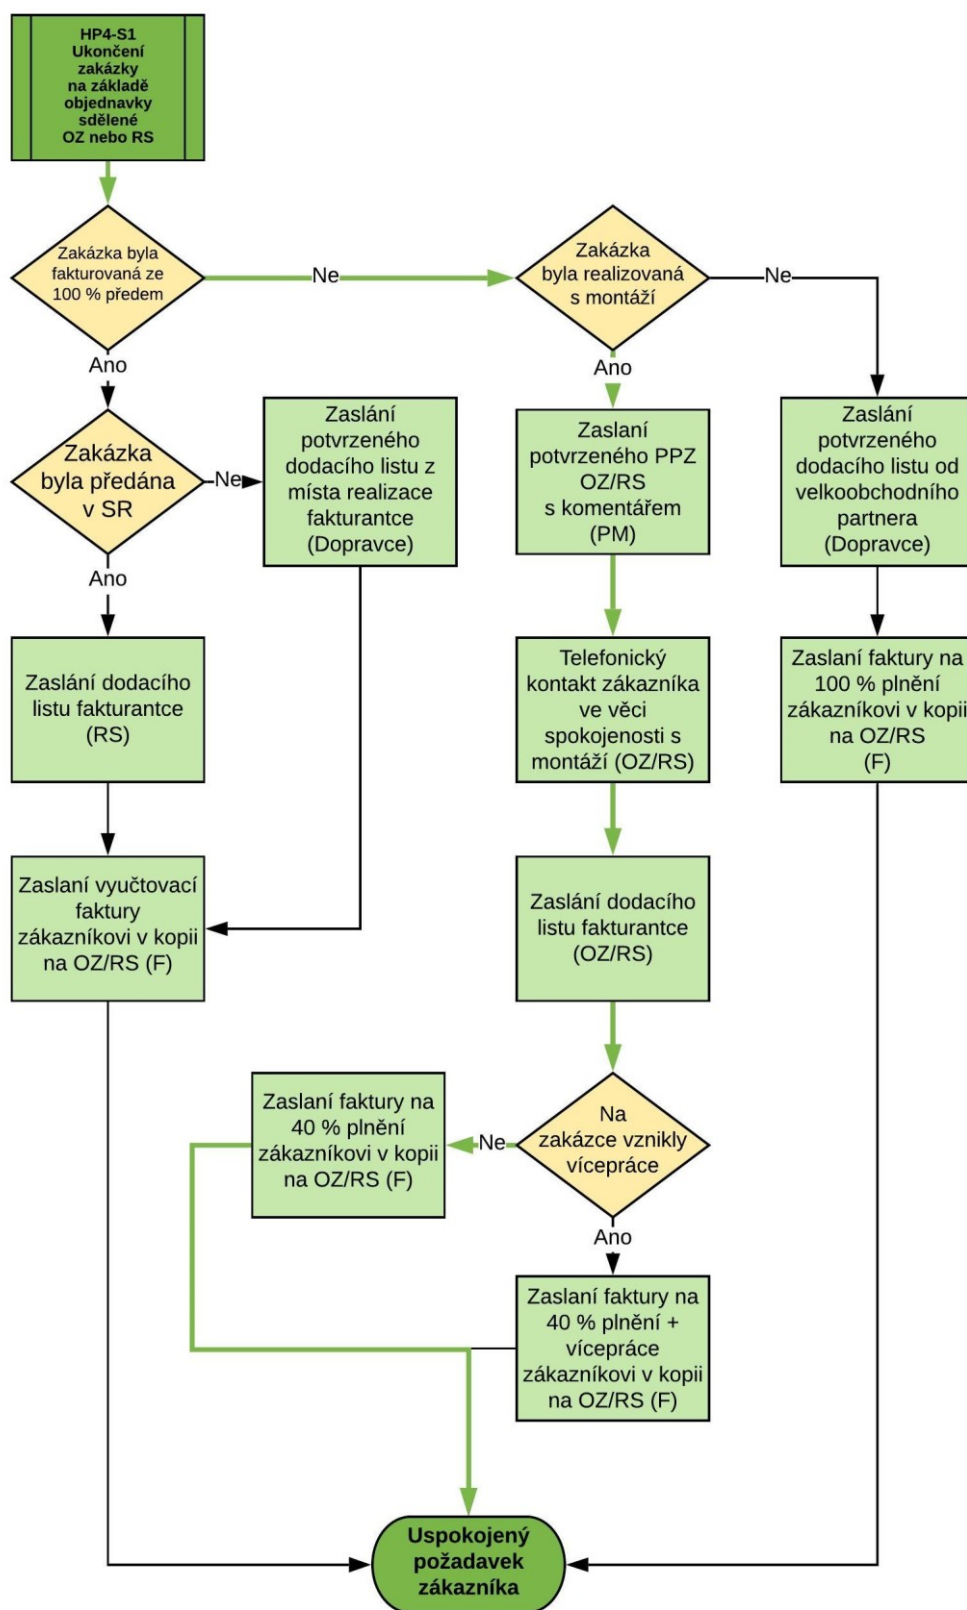 HP4-S1
Ukončení
zakázky
na základě
objednavky
sdělené
OZ nebo RS
Zakázka byla
fakturovaná ze
100 % předem
Ne
Zakázka
byla realizovaná
s montáží
Ne
Ano
Ano
Zakázka
byla předána
v SR
Ne
Zaslání
potvrzeného
dodacího listu z
místa realizace
fakturantce
(Dopravce)
Zaslaní
potvrzeného PPZ
OZ/RS
s komentářem
(PM)
Zaslání
potvrzeného
dodacího listu od
velkoobchodního
partnera
(Dopravce)
Ano
Zaslání dodacího
listu fakturantce
(RS)
Telefonický
kontakt zákazníka
ve věci
spokojenosti s
montáží (OZ/RS)
Zaslaní faktury na
100 % plnění
zákazníkovi v kopii
na OZ/RS
(F)
Zaslaní vyučtovací
faktury
zákazníkovi v kopii
na OZ/RS (F)
Zaslání dodacího
listu fakturantce
(OZ/RS)
Zaslaní faktury na
40 % plnění
zákazníkovi v kopii
na OZ/RS (F)
Ne
Na
zakázce vznikly
vícepráce
Ano
Zaslaní faktury na
40 % plnění +
vícepráce
zákazníkovi v kopii
na OZ/RS (F)
Uspokojený
požadavek
zákazníka